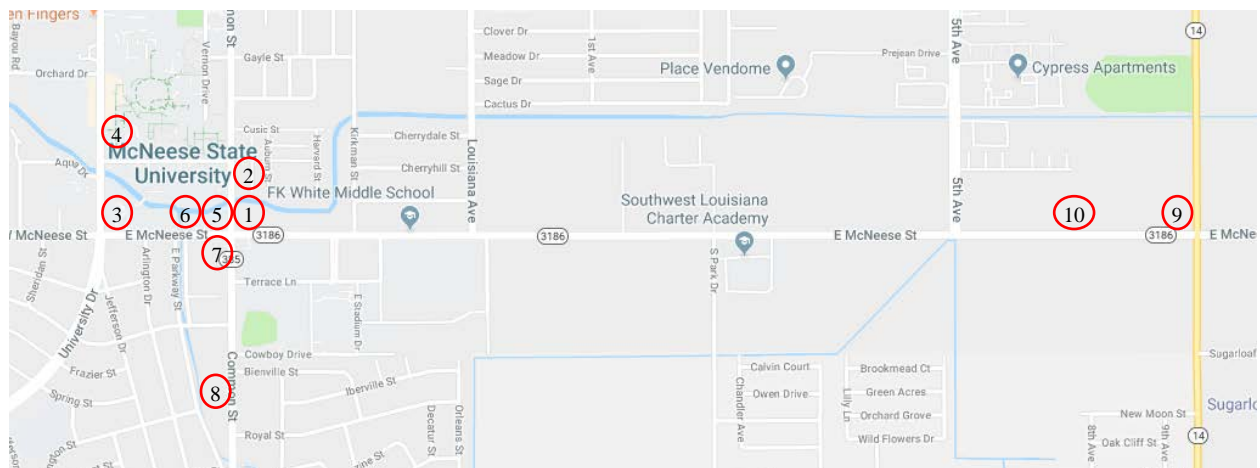 en Fingers
non St
Bayou Rd
Vernon Drive
Gayle St
Clover Dr
1st Ave
Meadow Dr
Sage Dr
Cactus Dr
Orchard Dr
Place Vendome
5th Ave
Prejean Drive
Cypress Apartments
14
4
McNeese State
University
Aqua Dr
Cusic St
Auburn St
Harvard St
Kirkman St
Cherrydale St
Cherryhill St
Louisiana Ave
2
FK White Middle School
Southwest Louisiana
Charter Academy
5th Ave
3
6
5
1
10
9
W McNeese St
E McNeese St
3186
3186
E McNeese St
3186
E McNee
7
385
Sheridan St
Arlington Dr
E Parkway St
Terrace Ln
E Stadium Dr
S Park Dr
University Dr
Jefferson Dr
Cowboy Drive
Bienville St
Iberville St
Frazier St
Spring St
8
Common St
Royal St
Decatur St
Orleans St
Calvin Court
Owen Drive
Chandler Ave
Lilly Ln
Brookmead Ct
Green Acres
Orchard Grove
Wild Flowers Dr
Sugarloaf
Sugarlo
New Moon St
Oak Cliff St
8th Ave
9th Ave
14